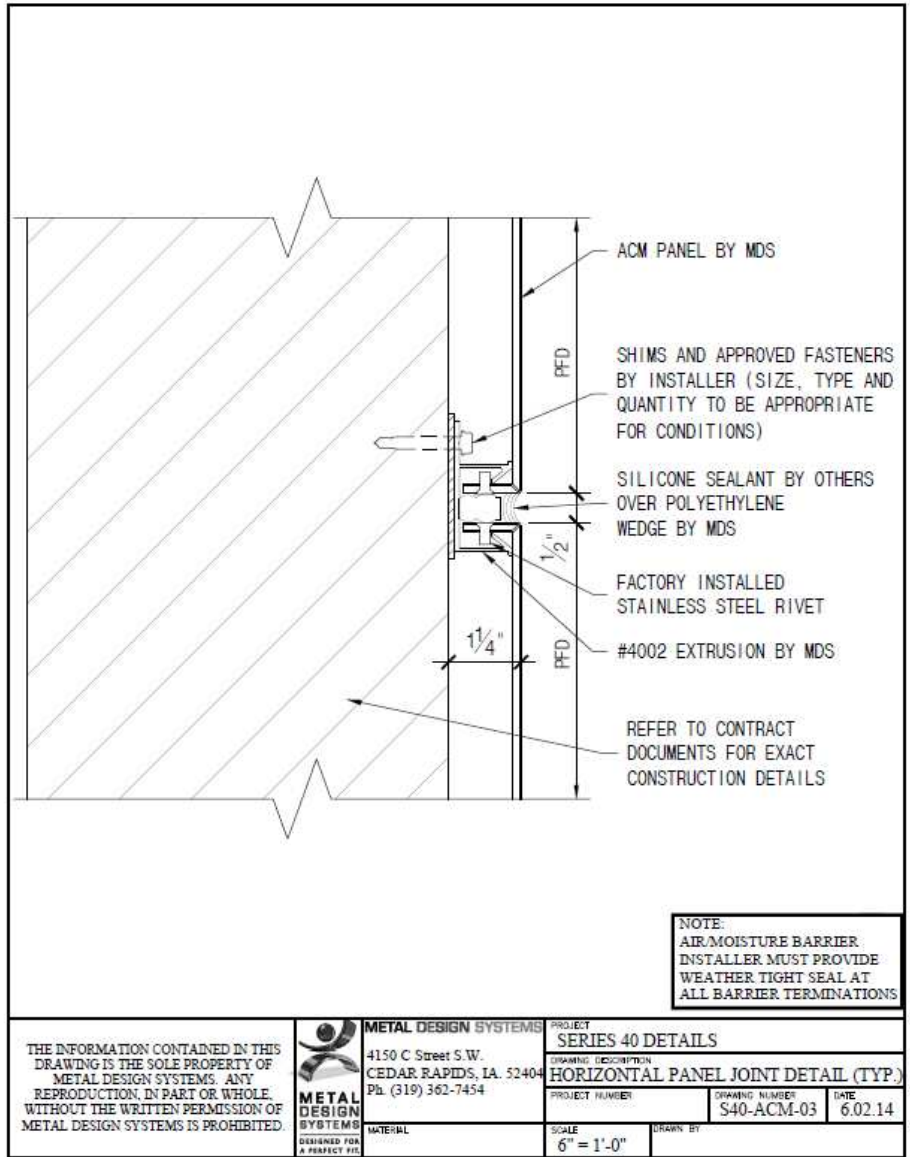 ACM PANEL BY MDS
PFD
SHIMS AND APPROVED FASTENERS
BY INSTALLER (SIZE, TYPE AND
QUANTITY TO BE APPROPRIATE
FOR CONDITIONS)
SILICONE SEALANT BY OTHERS
OVER POLYETHYLENE
WEDGE BY MDS
1/2"
FACTORY INSTALLED
STAINLESS STEEL RIVET
1 1/4"
PFD
#4002 EXTRUSION BY MDS
REFER TO CONTRACT
DOCUMENTS FOR EXACT
CONSTRUCTION DETAILS
NOTE:
AIR/MOISTURE BARRIER
INSTALLER MUST PROVIDE
WEATHER TIGHT SEAL AT
ALL BARRIER TERMINATIONS
THE INFORMATION CONTAINED IN THIS
DRAWING IS THE SOLE PROPERTY OF
METAL DESIGN SYSTEMS. ANY
REPRODUCTION, IN PART OR WHOLE,
WITHOUT THE WRITTEN PERMISSION OF
METAL DESIGN SYSTEMS IS PROHIBITED.
METAL
DESIGN
SYSTEMS
DESIGNED FOR
A PERFECT FIT.
METAL DESIGN SYSTEMS
4150 C Street S.W.
CEDAR RAPIDS, IA. 52404
Ph. (319) 362-7454
MATERIAL
PROJECT
SERIES 40 DETAILS
DRAWING DESCRIPTION
HORIZONTAL PANEL JOINT DETAIL (TYP.)
PROJECT NUMBER
DRAWING NUMBER
S40-ACM-03
DATE
6.02.14
SCALE
6" = 1'-0"
DRAWN BY